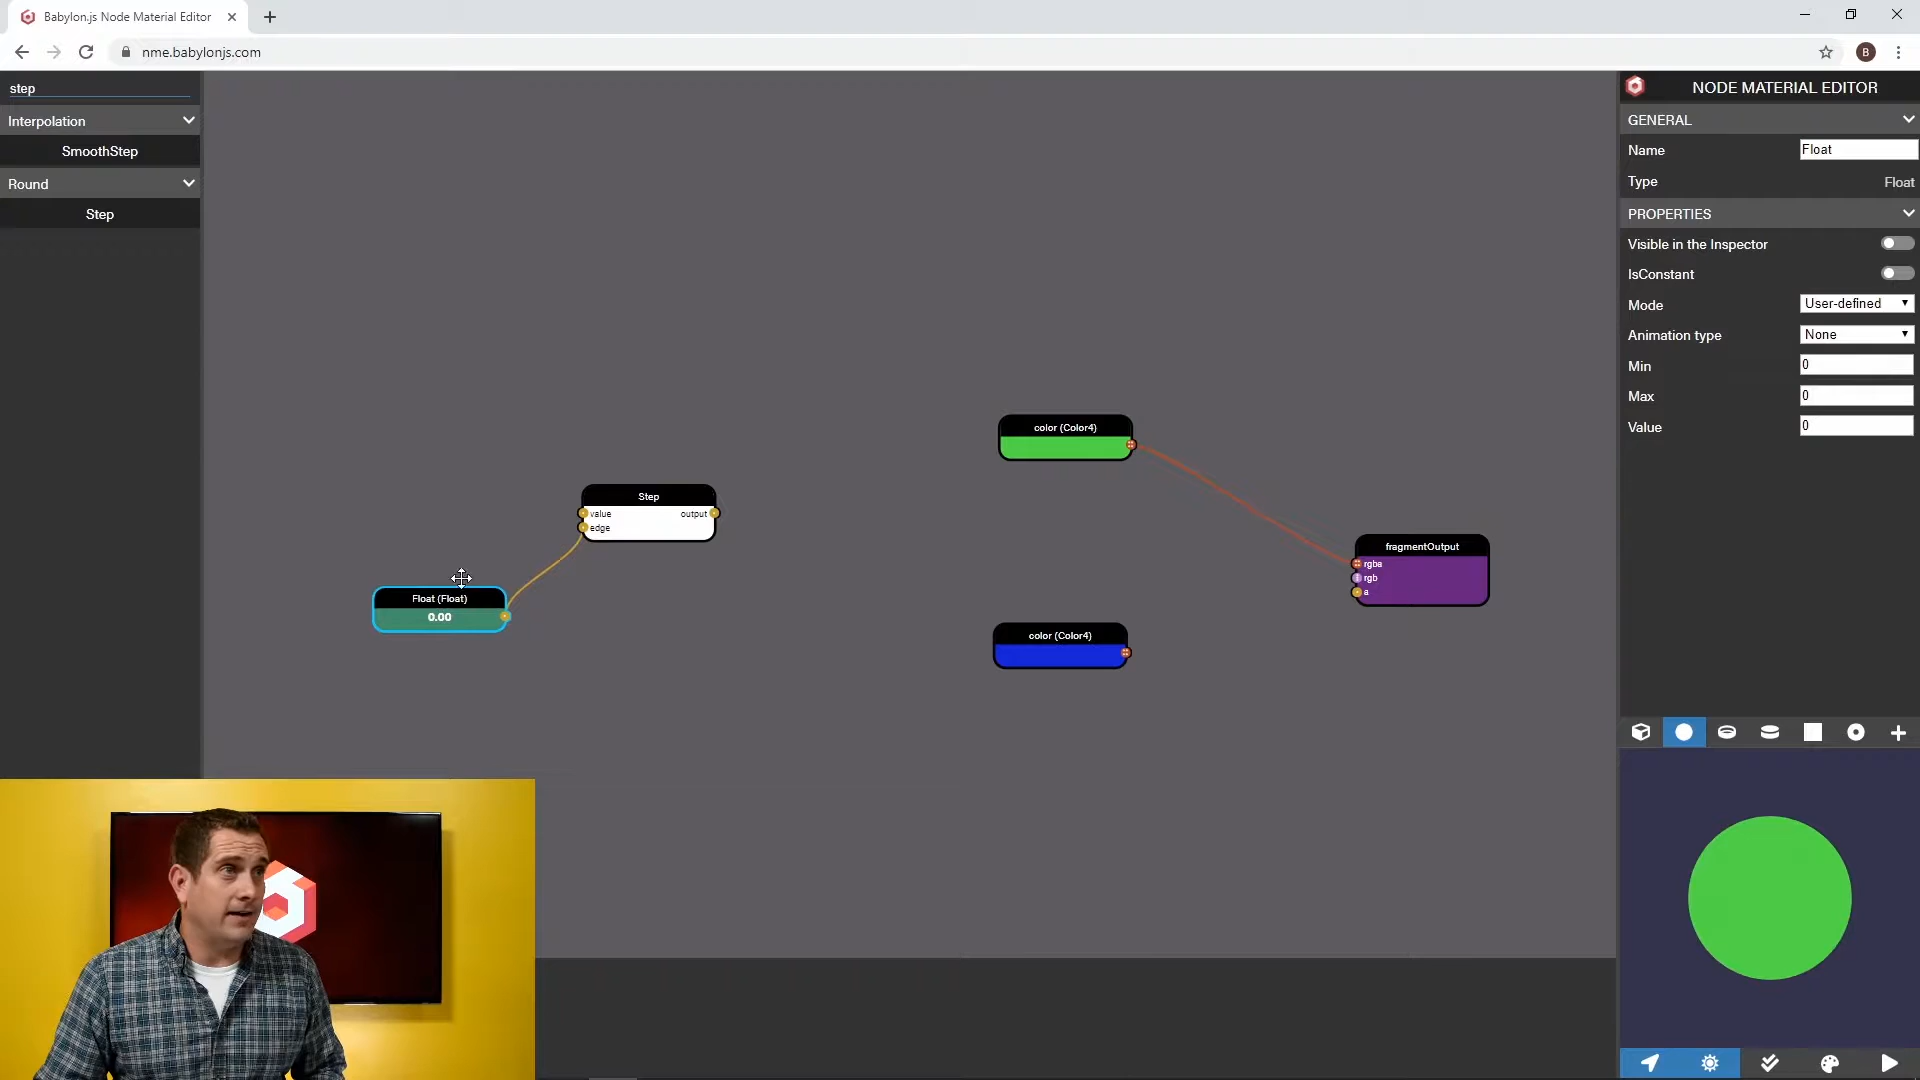 Babylon.js Node Material Editor
nme.babylonjs.com
B
step
Interpolation
SmoothStep
Round
Step
Step
value
output
edge
Float (Float)
0.00
color (Color4)
color (Color4)
fragmentOutput
rgba
rgb
a
NODE MATERIAL EDITOR
GENERAL
Name
Float
Type
Float
PROPERTIES
Visible in the Inspector
IsConstant
Mode
User-defined
Animation type
None
Min
0
Max
0
Value
0